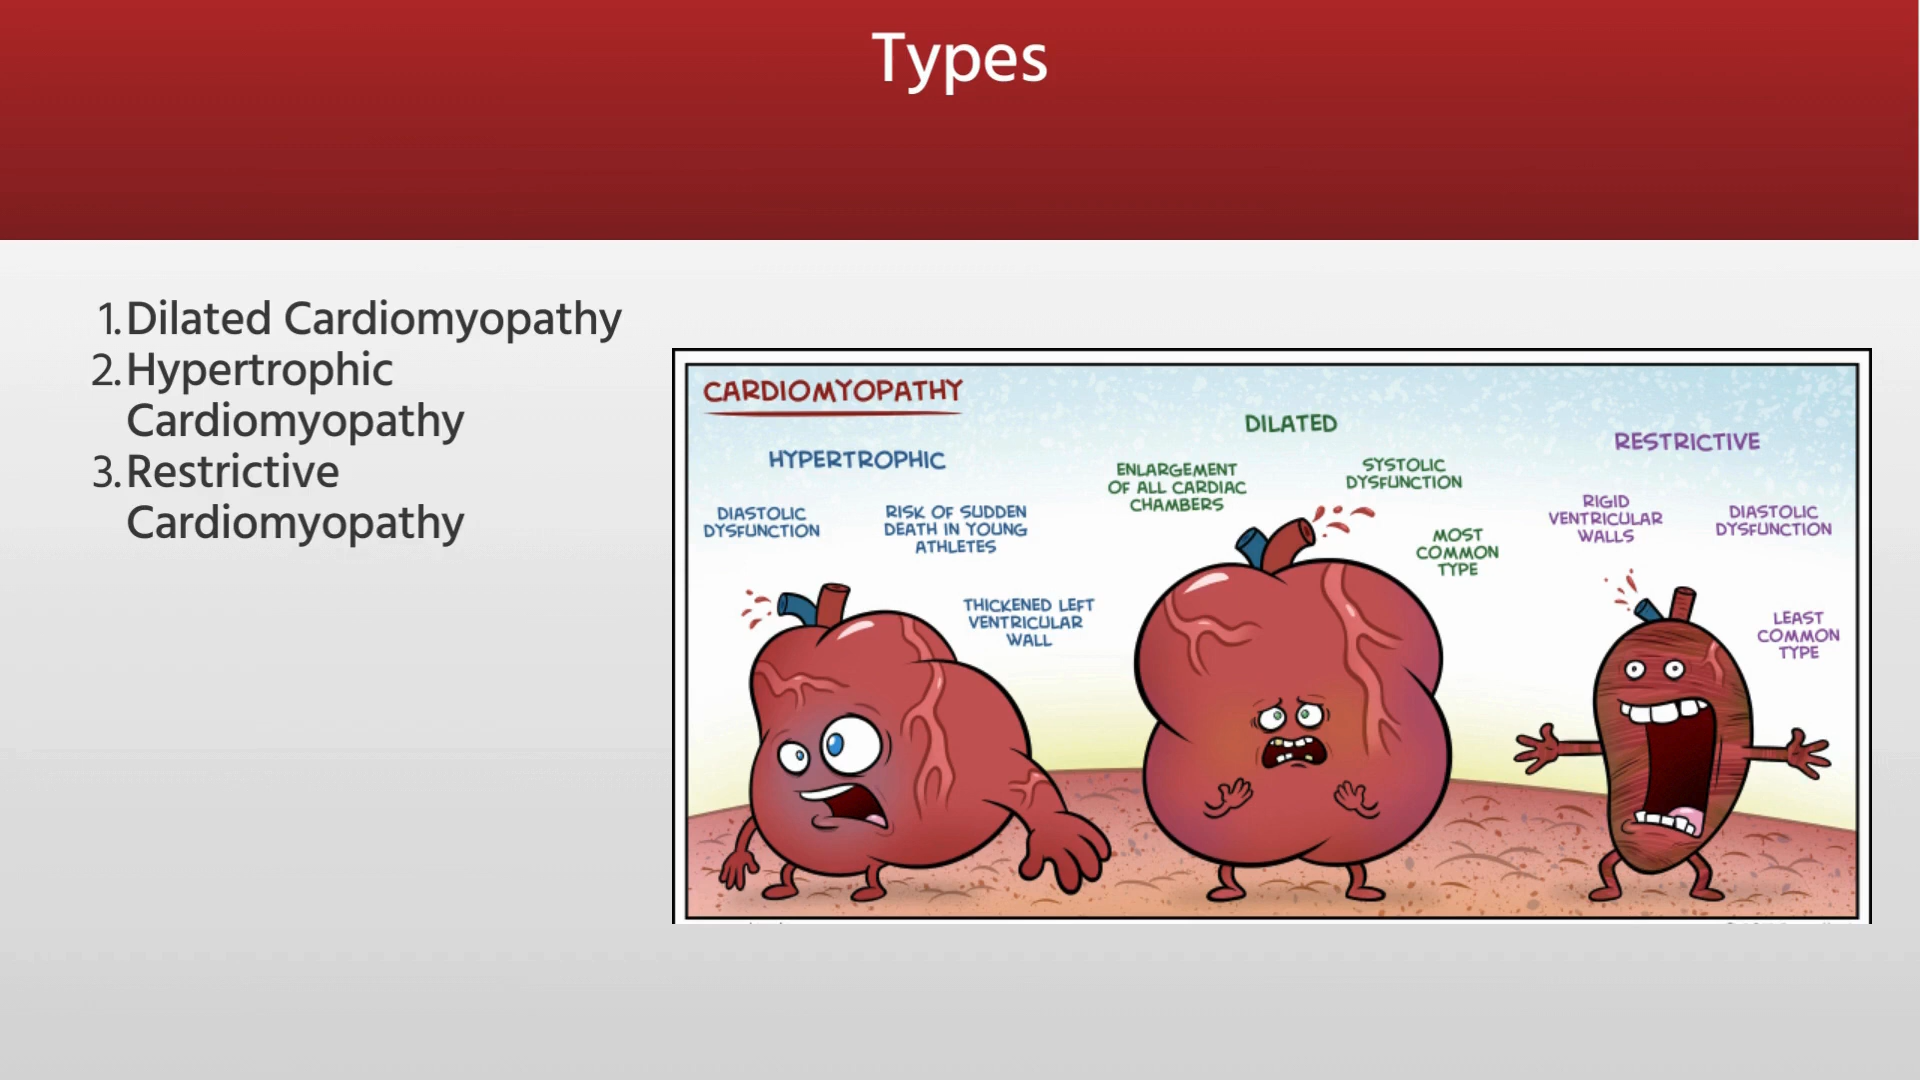 Types
1. Dilated Cardiomyopathy
2. Hypertrophic
Cardiomyopathy
3. Restrictive
Cardiomyopathy
CARDIOMYOPATHY
HYPERTROPHIC
DIASTOLIC
DYSFUNCTION
RISK OF SUDDEN
DEATH IN YOUNG
ATHLETES
THICKENED LEFT
VENTRICULAR
WALL
DILATED
ENLARGEMENT
OF ALL CARDIAC
CHAMBERS
SYSTOLIC
DYSFUNCTION
MOST
COMMON
TYPE
RESTRICTIVE
RIGID
VENTRICULAR
WALLS
DIASTOLIC
DYSFUNCTION
LEAST
COMMON
TYPE